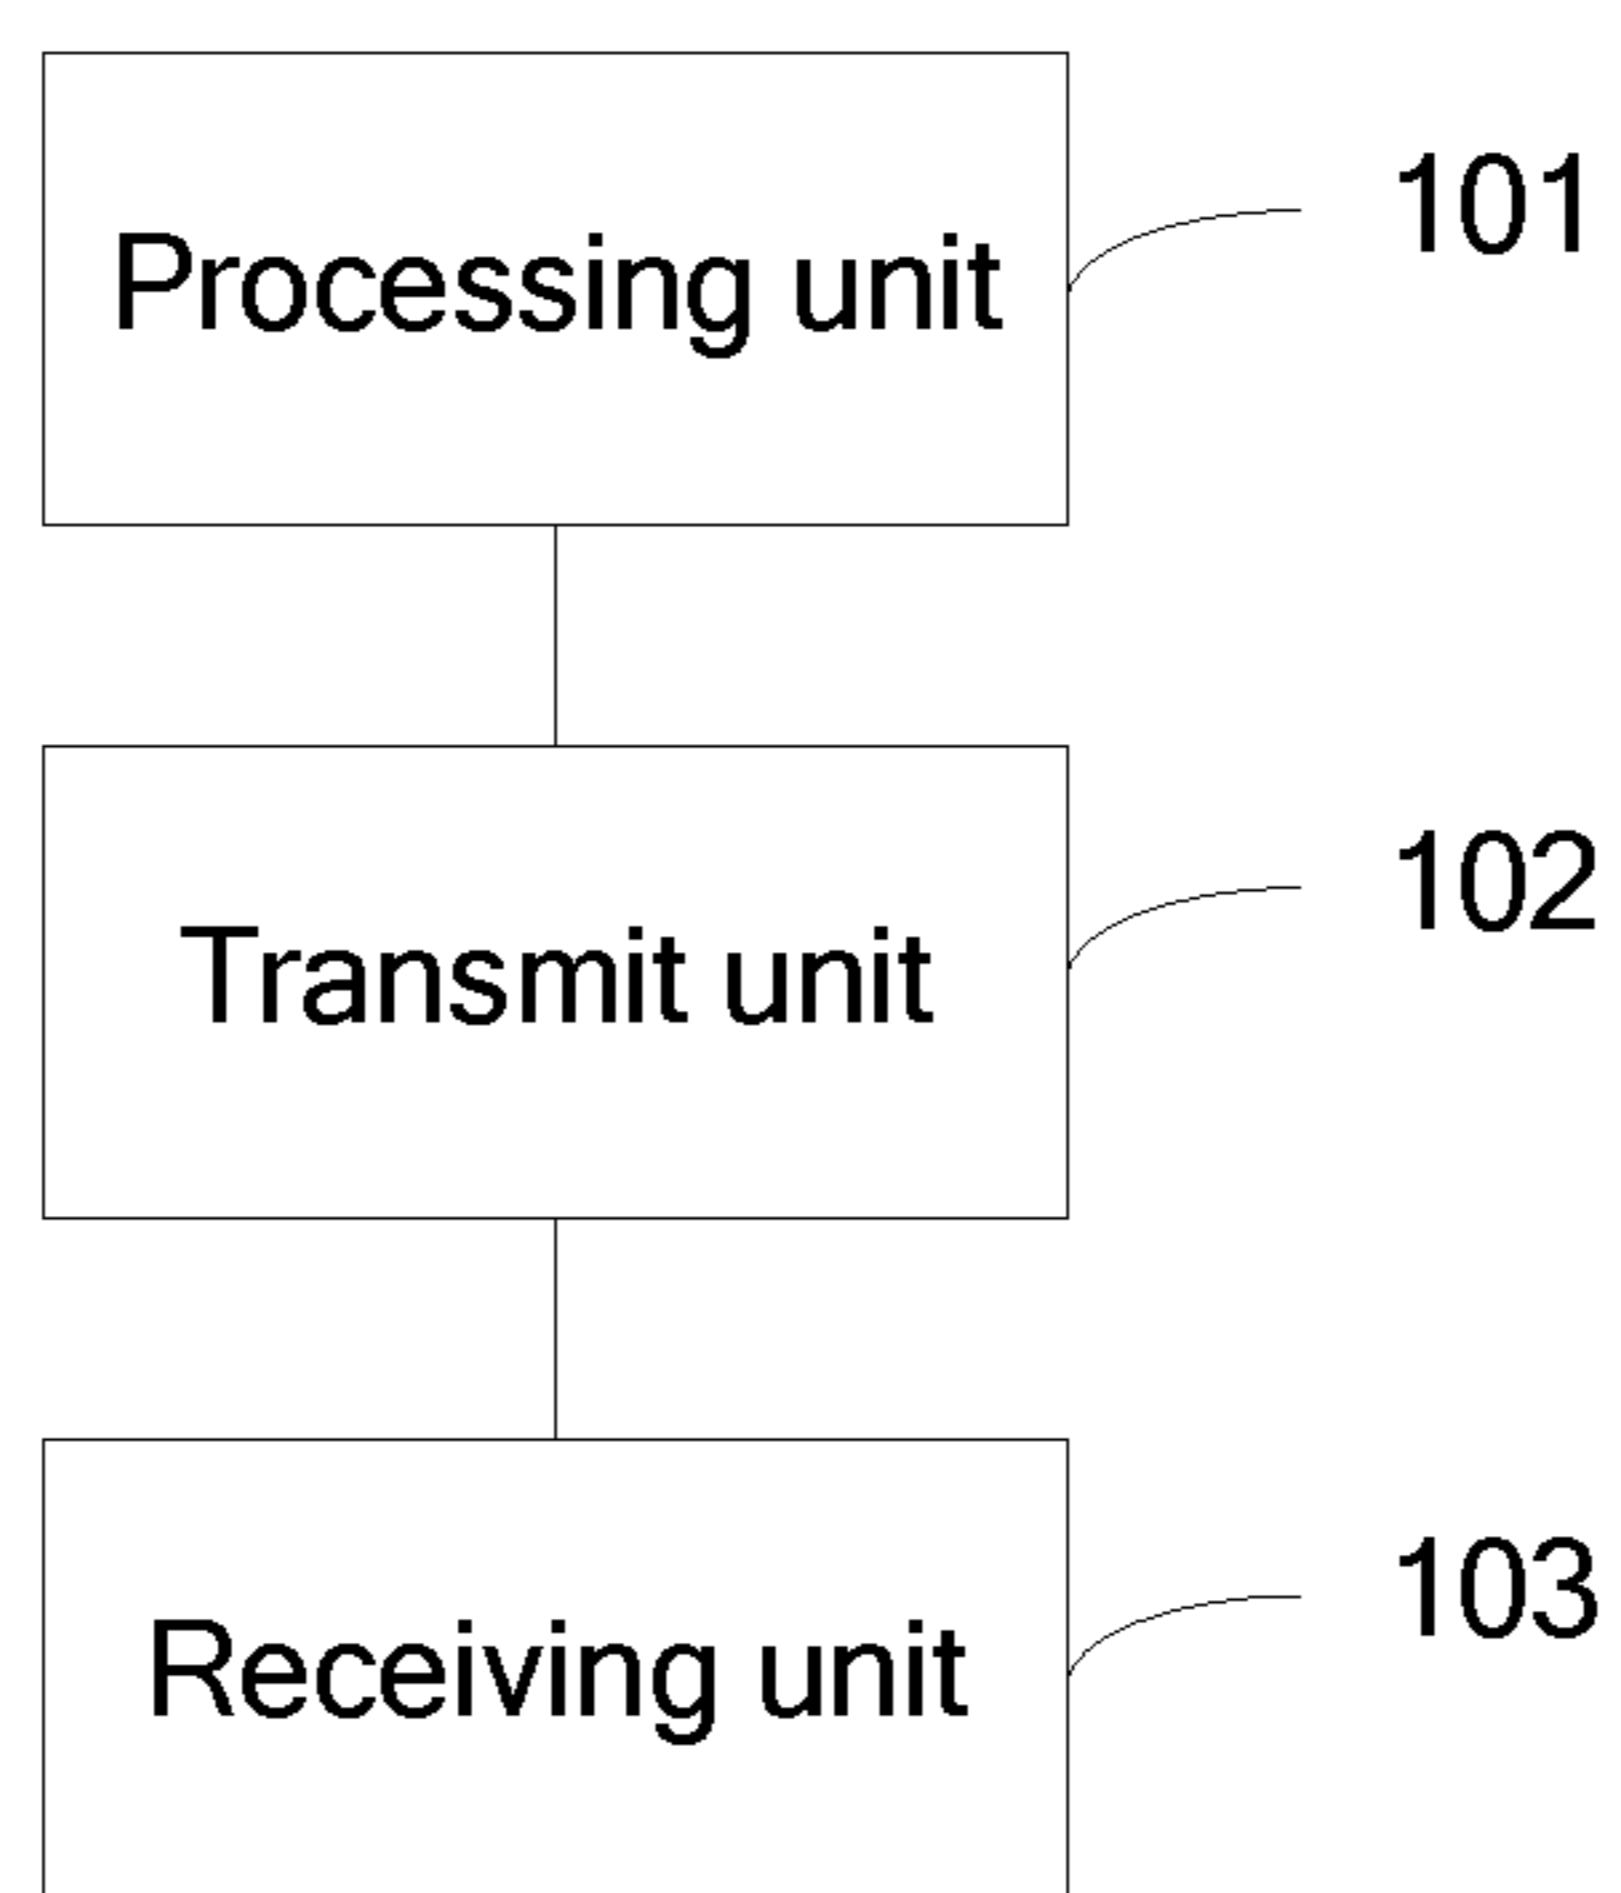 Processing unit
101
Transmit unit
102
Receiving unit
103